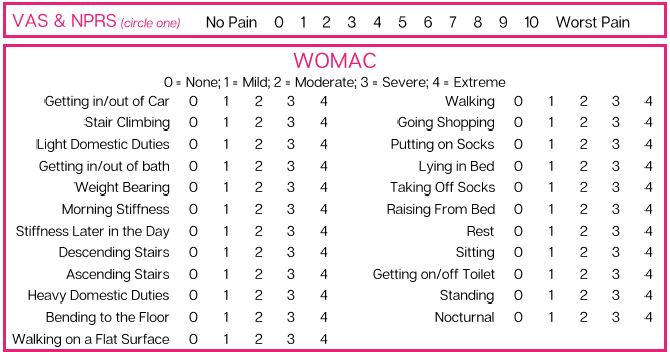 VAS & NPRS (circle one) No Pain 0 1 2 3 4 5 6 7 8 9 10 Worst Pain
WOMAC
0 = None; 1 = Mild; 2 = Moderate; 3 = Severe; 4 = Extreme
Getting in/out of Car 0 1 2 3 4 Walking 0 1 2 3 4
Stair Climbing 0 1 2 3 4 Going Shopping 0 1 2 3 4
Light Domestic Duties 0 1 2 3 4 Putting on Socks 0 1 2 3 4
Getting in/out of bath 0 1 2 3 4 Lying in Bed 0 1 2 3 4
Weight Bearing 0 1 2 3 4 Taking Off Socks 0 1 2 3 4
Morning Stiffness 0 1 2 3 4 Raising From Bed 0 1 2 3 4
Stiffness Later in the Day 0 1 2 3 4 Rest 0 1 2 3 4
Descending Stairs 0 1 2 3 4 Sitting 0 1 2 3 4
Ascending Stairs 0 1 2 3 4 Getting on/off Toilet 0 1 2 3 4
Heavy Domestic Duties 0 1 2 3 4 Standing 0 1 2 3 4
Bending to the Floor 0 1 2 3 4 Nocturnal 0 1 2 3 4
Walking on a Flat Surface 0 1 2 3 4